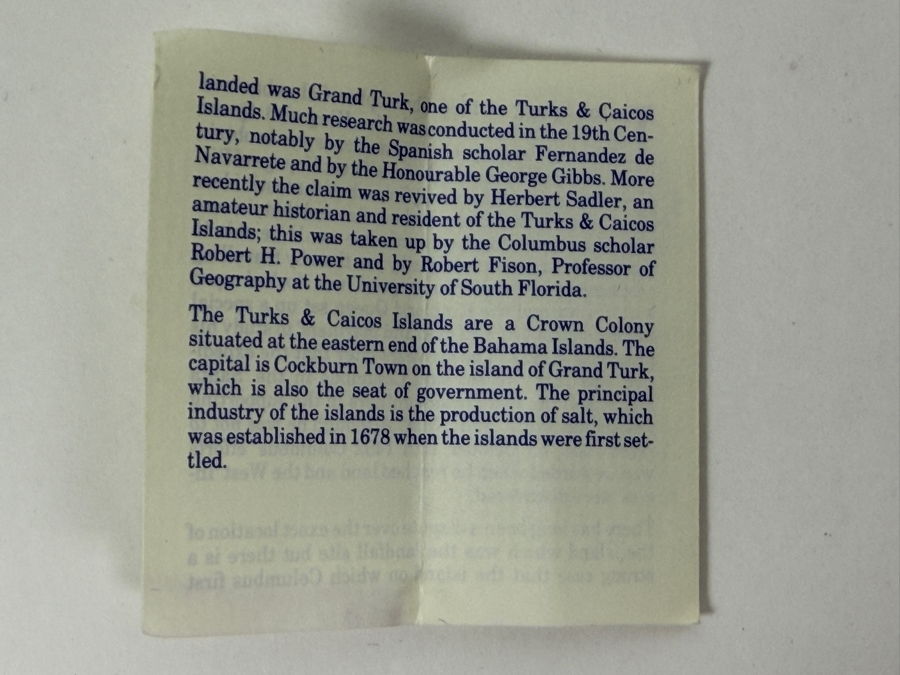 landed was Grand Turk, one of the Turks & Caicos
Islands. Much research was conducted in the 19th Cen-
tury, notably by the Spanish scholar Fernandez de
Navarrete and by the Honourable George Gibbs. More
recently the claim was revived by Herbert Sadler, an
amateur historian and resident of the Turks & Caicos
Islands; this was taken up by the Columbus scholar
Robert H. Power and by Robert Fison, Professor of
Geography at the University of South Florida.
The Turks & Caicos Islands are a Crown Colony
situated at the eastern end of the Bahama Islands. The
capital is Cockburn Town on the island of Grand Turk,
which is also the seat of government. The principal
industry of the islands is the production of salt, which
was established in 1678 when the islands were first set-
tled.